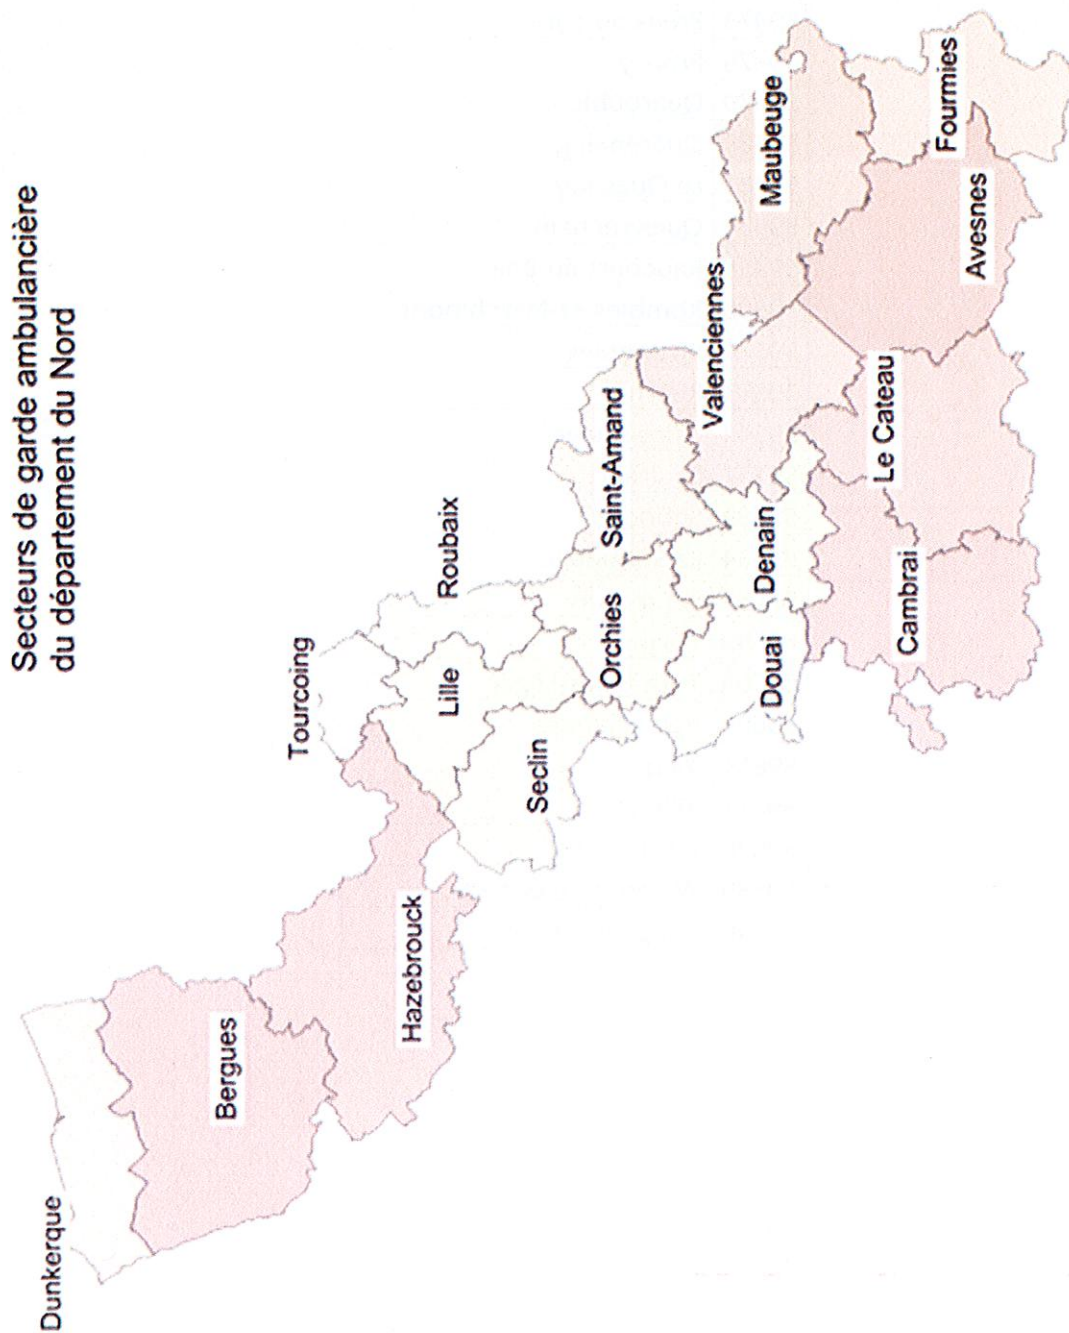 Secteurs de garde ambulancière
du département du Nord
Dunkerque
Bergues
Hazebrouck
Tourcoing
Roubaix
Lille
Seclin
Orchies
Saint-Amand
Douai
Denain
Valenciennes
Maubeuge
Cambrai
Le Cateau
Avesnes
Fourmies